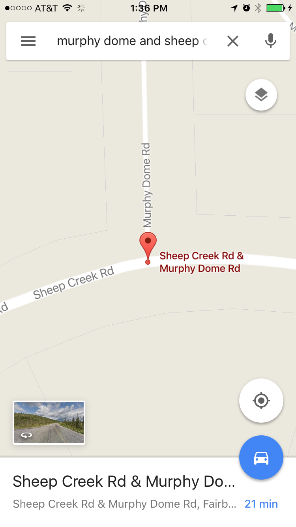 AT&T 1:36 PM
murphy dome and sheep c
Murphy Dome Rd
Sheep Creek Rd &
Murphy Dome Rd
Sheep Creek Rd
Sheep Creek Rd & Murphy Do...
Sheep Creek Rd & Murphy Dome Rd, Fairb... 21 min